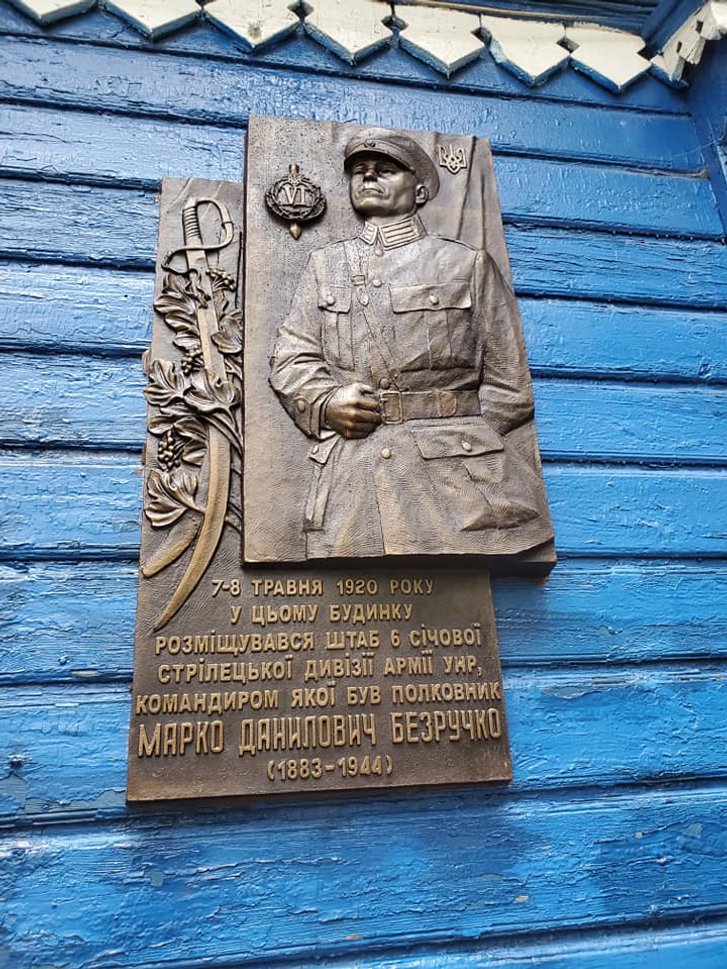 VI
7-8 ТРАВНЯ 1920 РОКУ
У ЦЬОМУ БУДИНКУ
РОЗМІЩУВАВСЯ ШТАБ 6 СІЧОВОЇ
СТРІЛЕЦЬКОЇ ДИВІЗІЇ АРМІЇ УНР,
КОМАНДИРОМ ЯКОЇ БУВ ПОЛКОВНИК
МАРКО ДАНИЛОВИЧ БЕЗРУЧКО
(1883-1944)